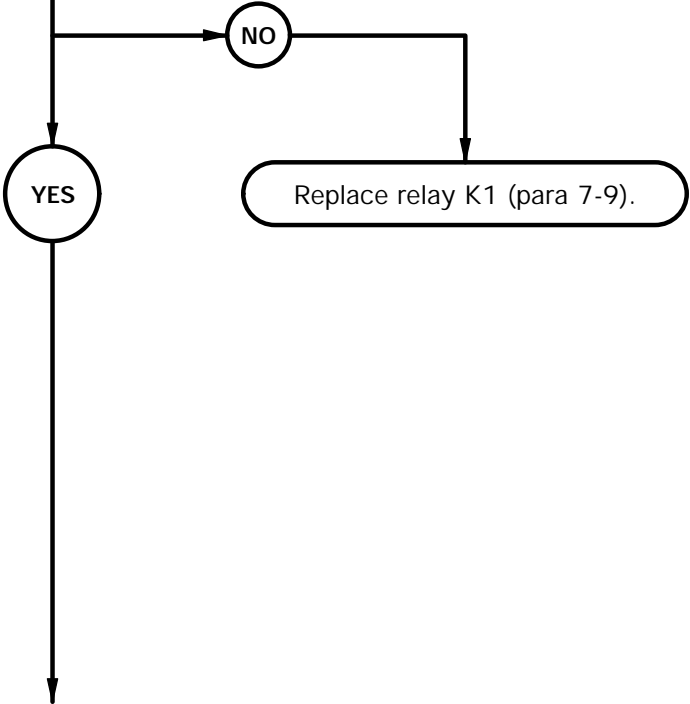 NO
YES
Replace relay K1 (para 7-9).